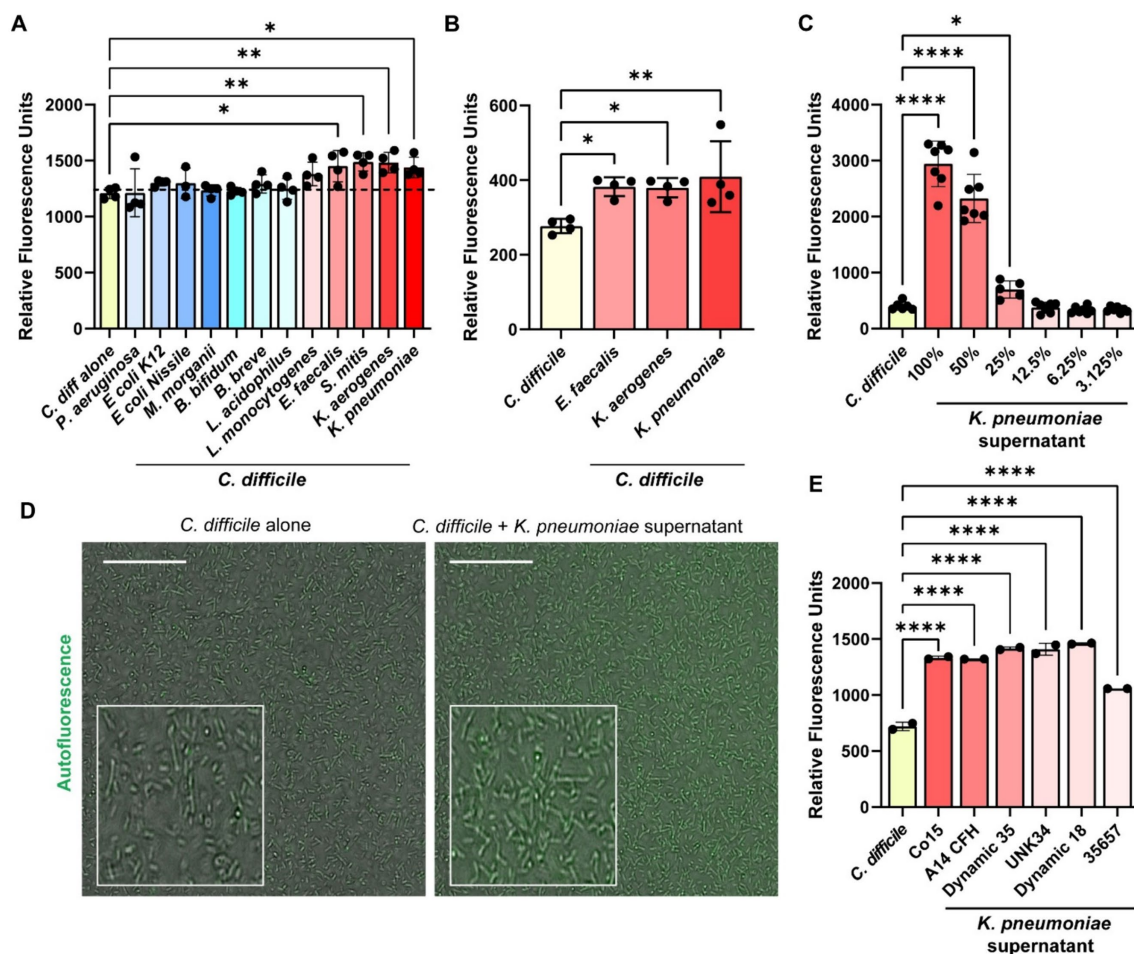 A
*
**
**
*
Relative Fluorescence Units
2000
1500
1000
500
0
C. diff alone
P. aeruginosa
E coli K12
E coli Nissile
M. morganii
B. bifidum
B. breve
L. acidophilus
L. monocytogenes
E. faecalis
S. mitis
K. aerogenes
K. pneumoniae
C. difficile
B
**
*
*
Relative Fluorescence Units
600
400
200
0
C. difficile
E. faecalis
K. aerogenes
K. pneumoniae
C. difficile
C
*
****
****
Relative Fluorescence Units
4000
3000
2000
1000
0
C. difficile
100%
50%
25%
12.5%
6.25%
3.125%
K. pneumoniae
supernatant
D
C. difficile alone
C. difficile + K. pneumoniae supernatant
Autofluorescence
E
****
****
****
****
****
****
Relative Fluorescence Units
2000
1500
1000
500
0
C. difficile
Co15
A14 CFH
Dynamic 35
UNK34
Dynamic 18
35657
K. pneumoniae
supernatant